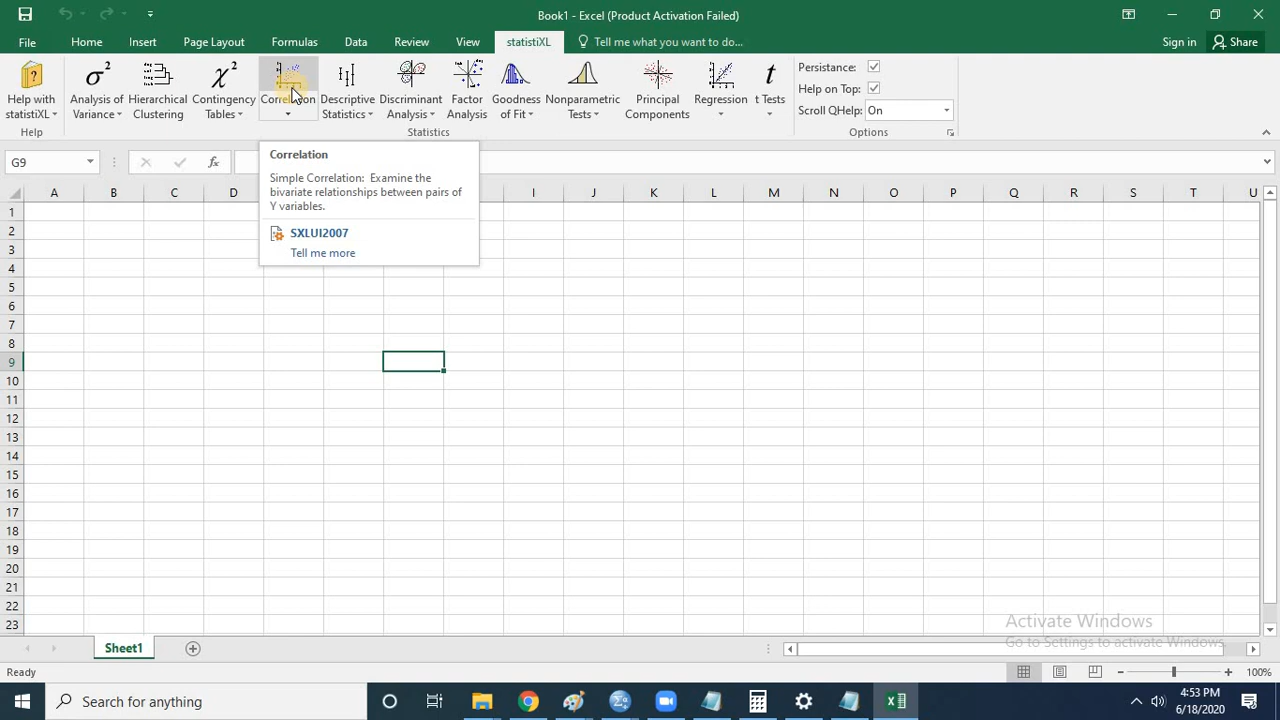 Book1 - Excel (Product Activation Failed)
File Home Insert Page Layout Formulas Data Review View statistiXL Tell me what you want to do... Sign in Share
Help with statistiXL
Analysis of Variance
Hierarchical Clustering
Contingency Tables
Correlation
Descriptive Statistics
Discriminant Analysis
Factor Analysis
Goodness of Fit
Nonparametric Tests
Principal Components
Regression
t Tests
Persistance:
Help on Top:
Scroll QHelp: On
Help Statistics Options
G9
fx
Correlation
Simple Correlation: Examine the
bivariate relationships between pairs of
Y variables.
SXLUI2007
Tell me more
A B C D I J K L M N O P Q R S T U
1
2
3
4
5
6
7
8
9
10
11
12
13
14
15
16
17
18
19
20
21
22
23
Activate Windows
Go to Settings to activate Windows.
Sheet1
Ready
100%
Search for anything
4:53 PM
6/18/2020